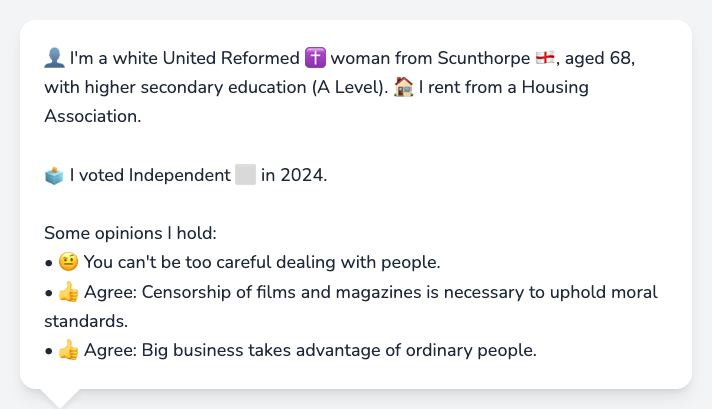 👤 I'm a white United Reformed ✝️ woman from Scunthorpe 🏴󠁧󠁢󠁥󠁮󠁧󠁿, aged 68,
with higher secondary education (A Level). 🏠 I rent from a Housing
Association.
🗳️ I voted Independent ⬜ in 2024.
Some opinions I hold:
• 🤨 You can't be too careful dealing with people.
• 👍 Agree: Censorship of films and magazines is necessary to uphold moral
standards.
• 👍 Agree: Big business takes advantage of ordinary people.